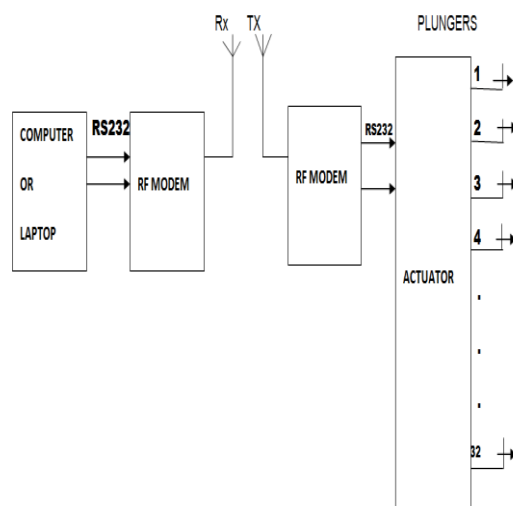 Rx TX
PLUNGERS
COMPUTER
OR
LAPTOP
RS232
RF MODEM
RF MODEM
RS232
ACTUATOR
1
2
3
4
.
.
.
32